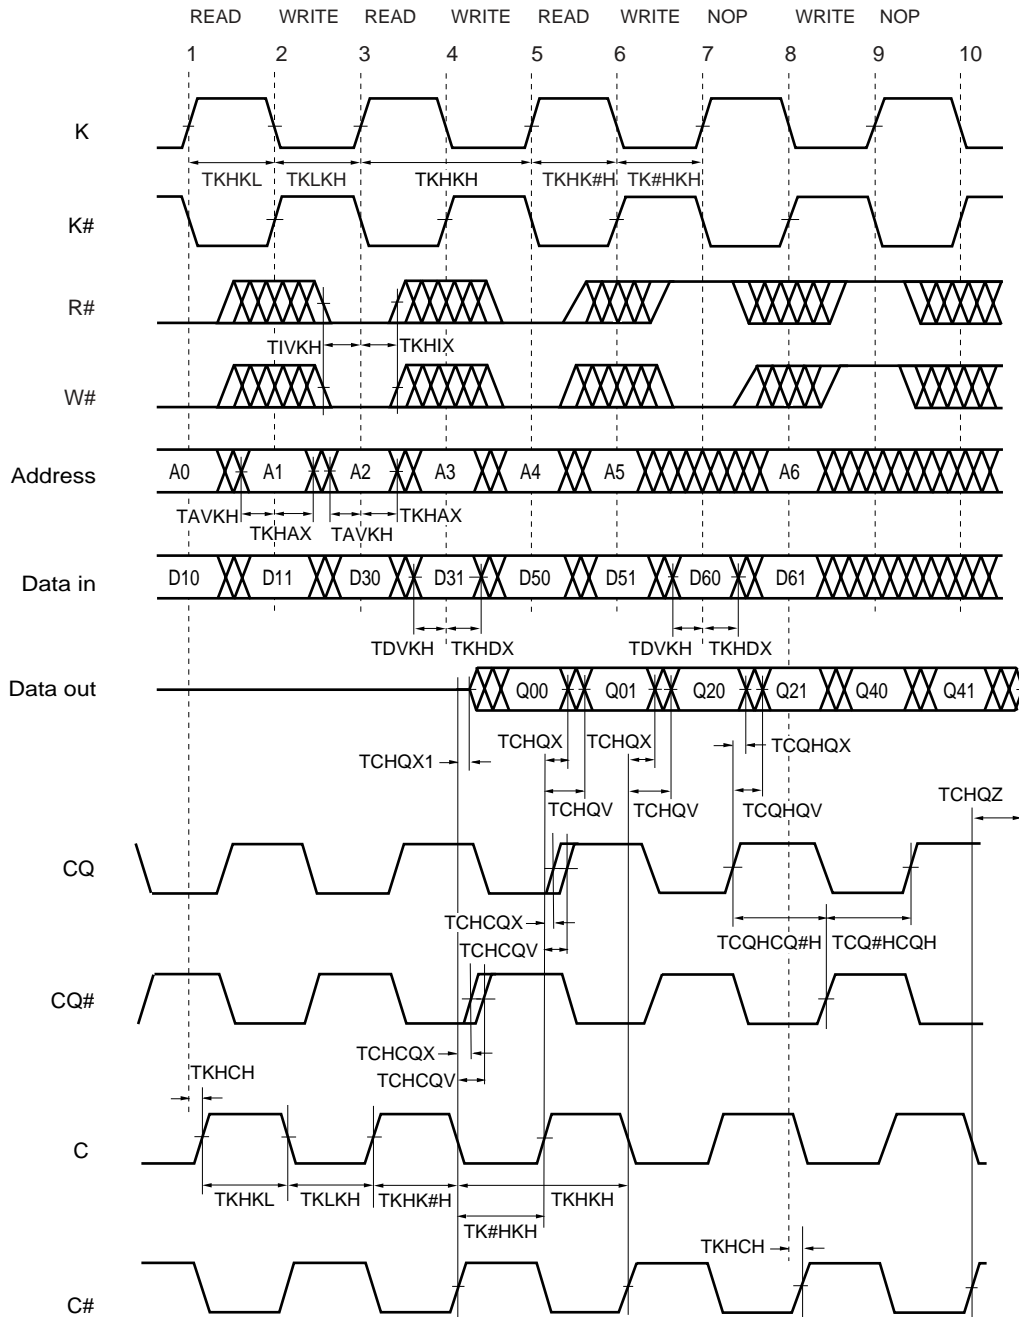 READ WRITE READ WRITE READ WRITE NOP WRITE NOP
1 2 3 4 5 6 7 8 9 10
K
TKHKL TKLKH TKHKH TKHK#H TK#HKH
K#
R#
TIVKH TKHIX
W#
Address A0 A1 A2 A3 A4 A5 A6
TAVKH TKHAX TAVKH TKHAX
Data in D10 D11 D30 D31 D50 D51 D60 D61
TDVKH TKHDX TDVKH TKHDX
Data out Q00 Q01 Q20 Q21 Q40 Q41
TCHQX1 TCHQX TCHQX TCQHQX
TCHQV TCHQV TCQHQV TCHQZ
CQ
TCHCQX TCQHCQ#H TCQ#HCQH
TCHCQV
CQ#
TCHCQX
TCHCQV
TKHCH
C
TKHKL TKLKH TKHK#H TKHKH
TK#HKH
TKHCH
C#